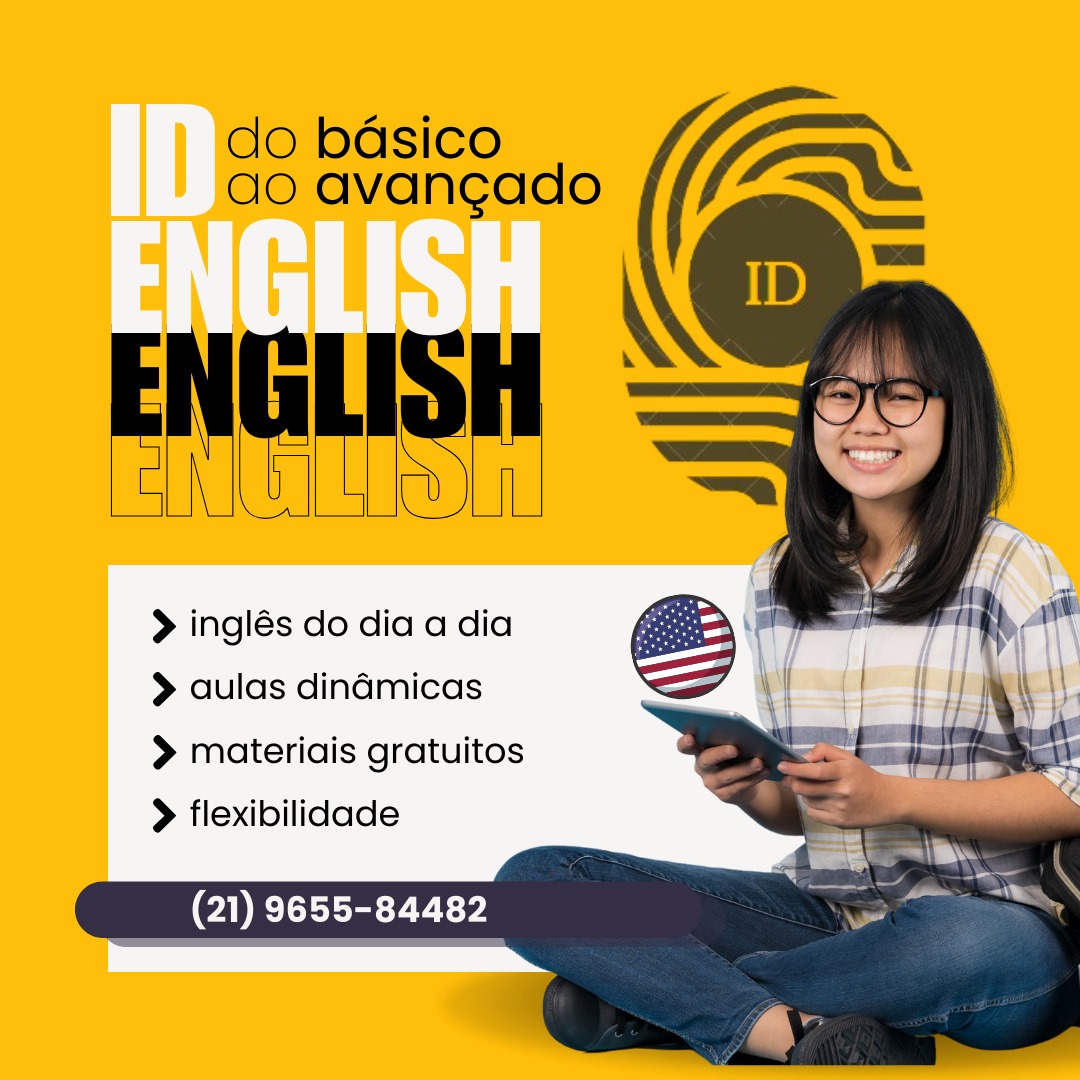 ID do básico
ao avançado
ENGLISH
ENGLISH
ENGLISH
ID
inglês do dia a dia
aulas dinâmicas
materiais gratuitos
flexibilidade
(21) 9655-84482